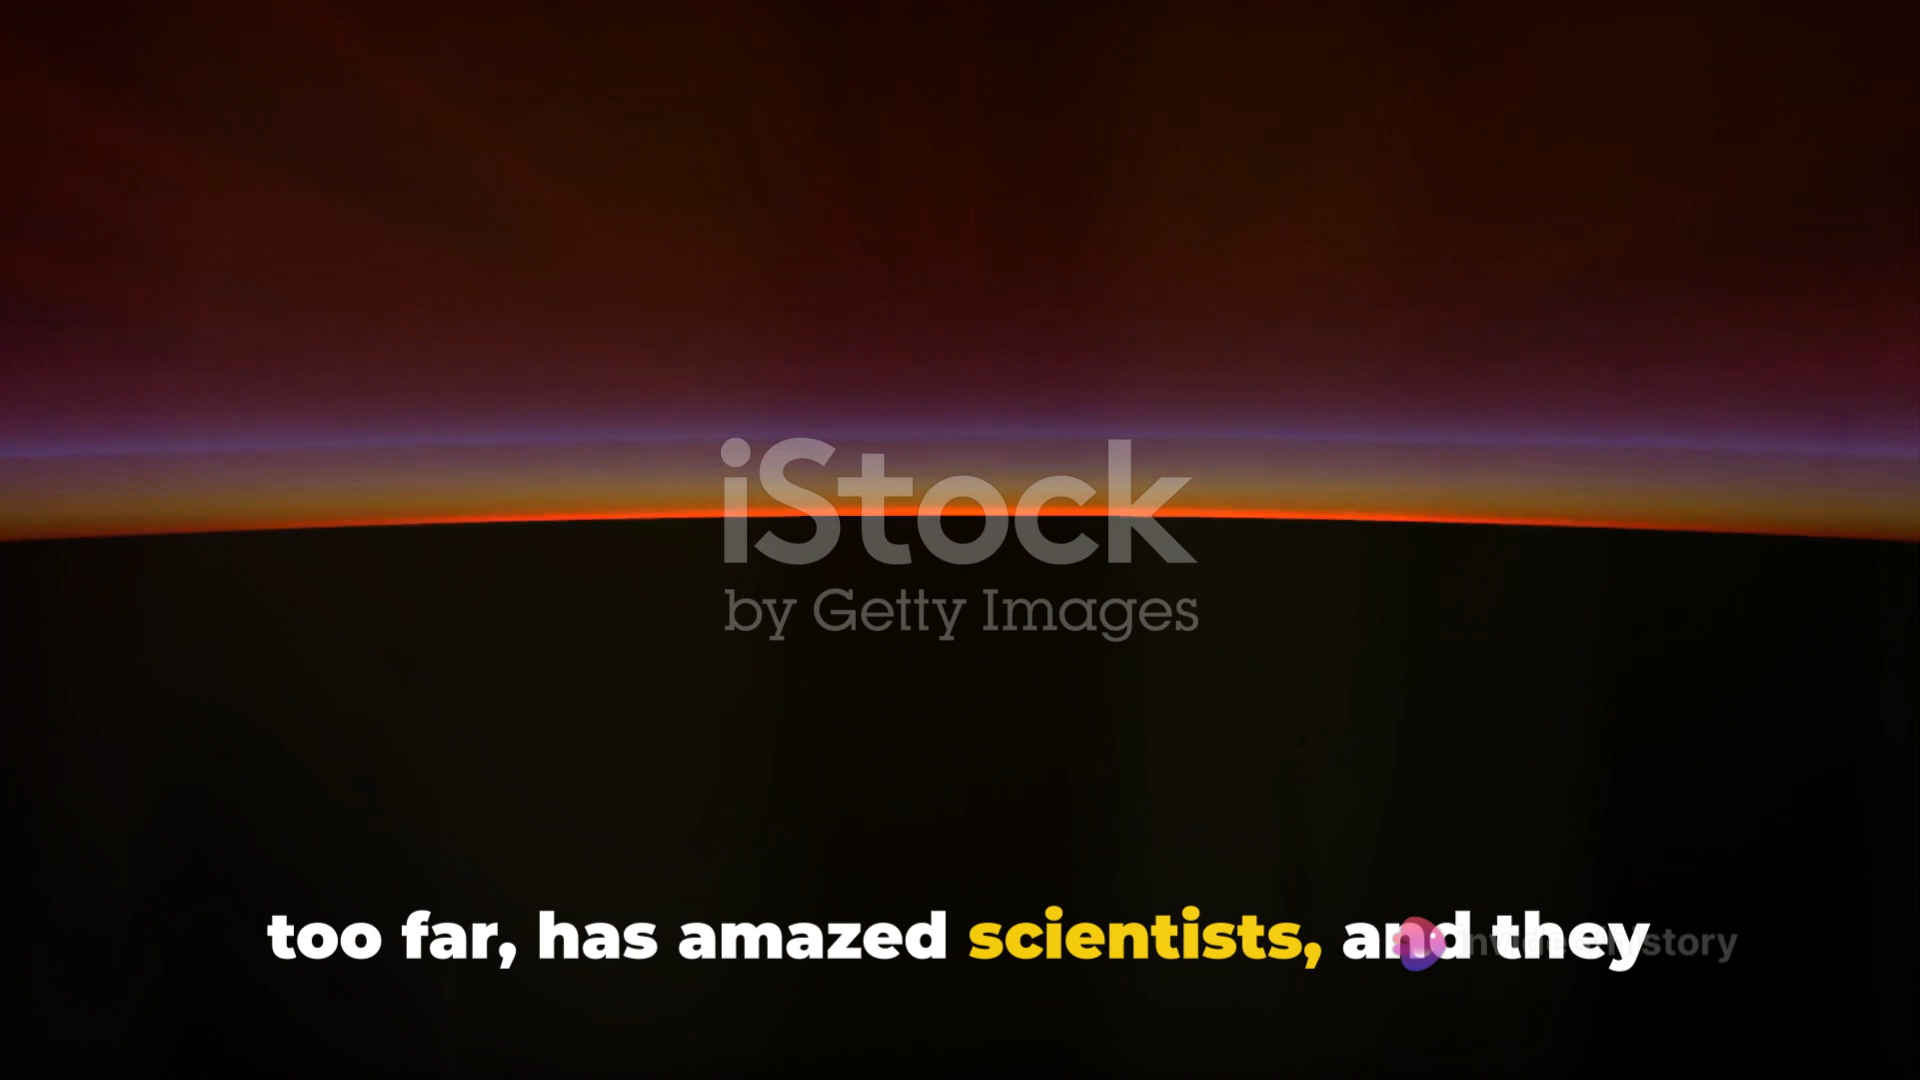 iStock
by Getty Images
too far, has amazed scientists, and they